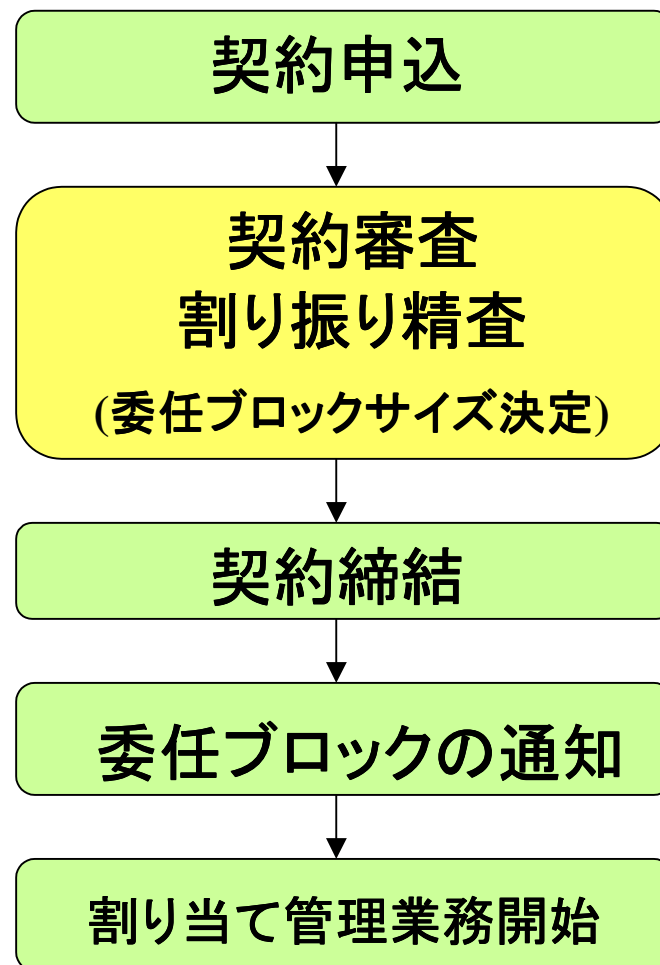 契約申込
契約審査
割り振り精査
(委任ブロックサイズ決定)
契約締結
委任ブロックの通知
割り当て管理業務開始